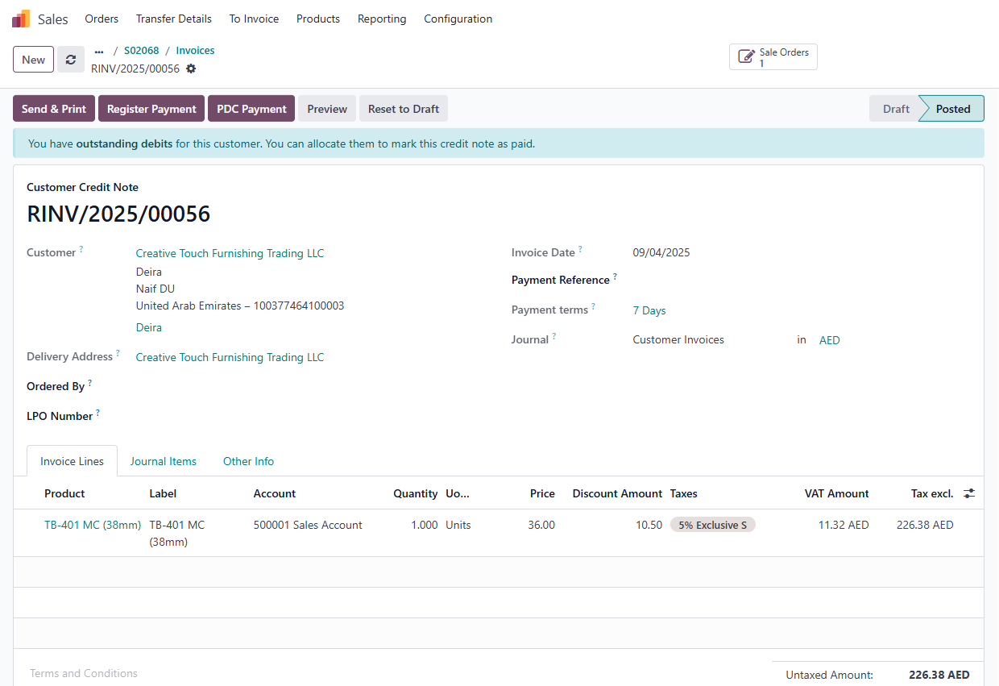 Sales Orders Transfer Details To Invoice Products Reporting Configuration
New ... / S02068 / Invoices
RINV/2025/00056
Sale Orders
1
Send & Print Register Payment PDC Payment Preview Reset to Draft Draft Posted
You have outstanding debits for this customer. You can allocate them to mark this credit note as paid.
Customer Credit Note
RINV/2025/00056
Customer ? Creative Touch Furnishing Trading LLC
Deira
Naif DU
United Arab Emirates – 100377464100003
Deira
Delivery Address ? Creative Touch Furnishing Trading LLC
Ordered By ?
LPO Number ?
Invoice Date ? 09/04/2025
Payment Reference ?
Payment terms ? 7 Days
Journal ? Customer Invoices in AED
Invoice Lines Journal Items Other Info
Product Label Account Quantity Uo... Price Discount Amount Taxes VAT Amount Tax excl.
TB-401 MC (38mm) TB-401 MC 500001 Sales Account 1.000 Units 36.00 10.50 5% Exclusive S 11.32 AED 226.38 AED
(38mm)
Terms and Conditions
Untaxed Amount: 226.38 AED